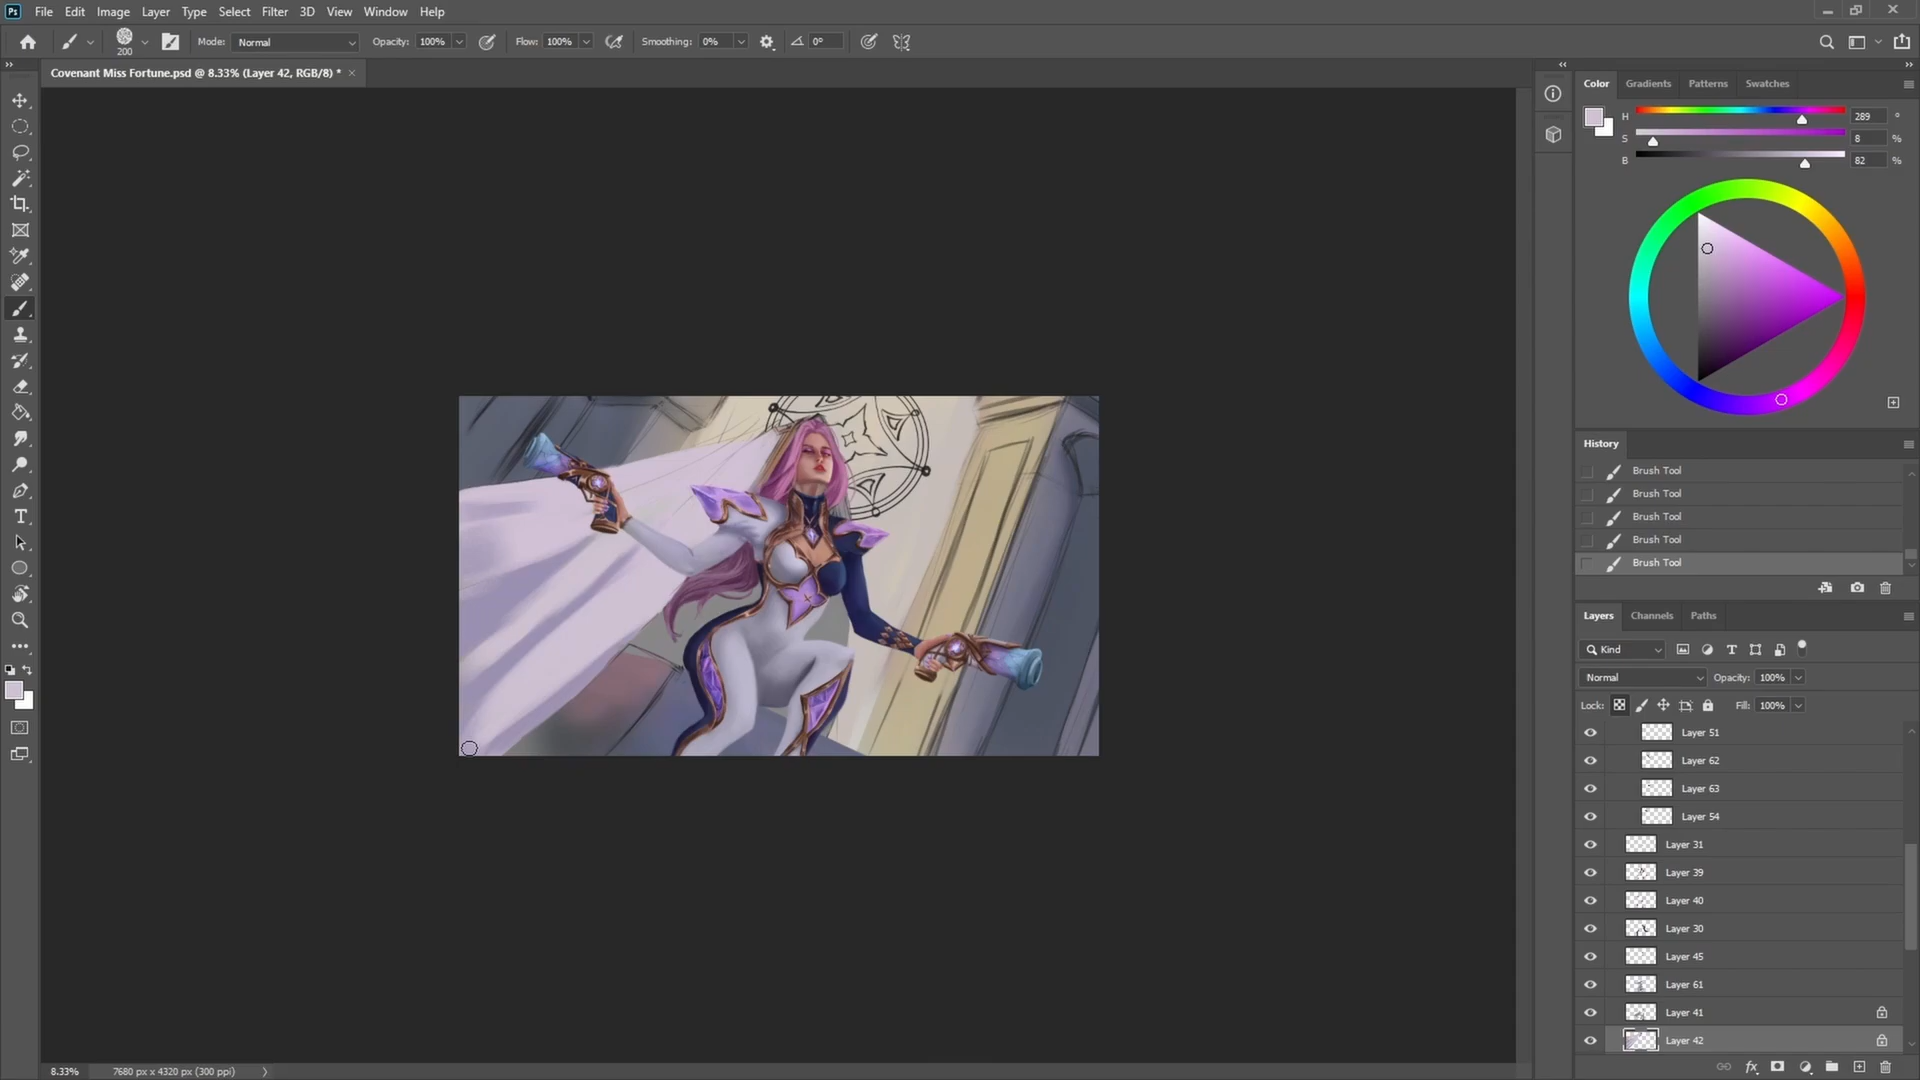 Ps File Edit Image Layer Type Select Filter 3D View Window Help
200 Mode: Normal Opacity: 100% Flow: 100% Smoothing: 0% 0°
Covenant Miss Fortune.psd @ 8.33% (Layer 42, RGB/8) *
Color Gradients Patterns Swatches
H 289 °
S 8 %
B 82 %
History
Brush Tool
Brush Tool
Brush Tool
Brush Tool
Brush Tool
Layers Channels Paths
Kind
Normal Opacity: 100%
Lock: Fill: 100%
Layer 51
Layer 62
Layer 63
Layer 54
Layer 31
Layer 39
Layer 40
Layer 30
Layer 45
Layer 61
Layer 41
Layer 42
8.33% 7680 px x 4320 px (300 ppi)